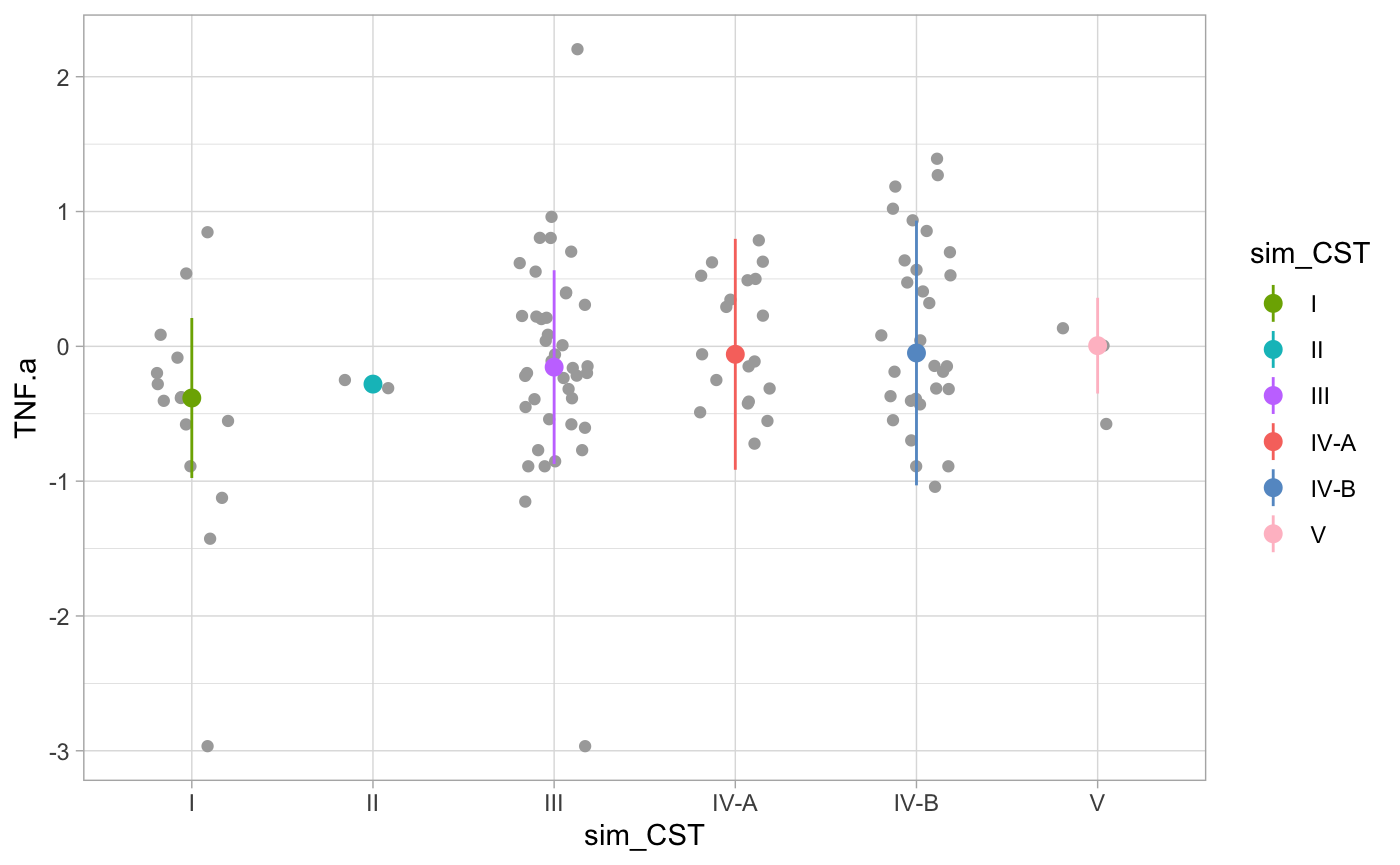 TNF.a
2
1
0
-1
-2
-3
I II III IV-A IV-B V
sim_CST
sim_CST
I
II
III
IV-A
IV-B
V